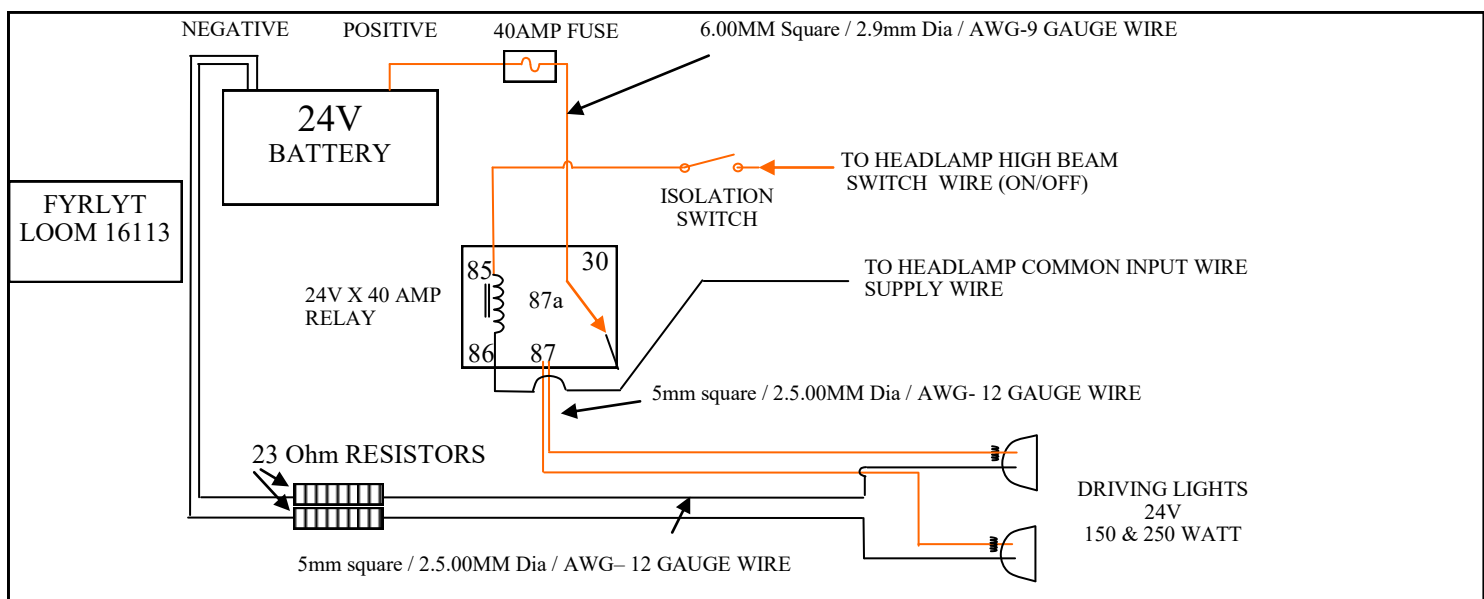 NEGATIVE POSITIVE 40AMP FUSE 6.00MM Square / 2.9mm Dia / AWG-9 GAUGE WIRE
24V
BATTERY
TO HEADLAMP HIGH BEAM
SWITCH WIRE (ON/OFF)
ISOLATION
SWITCH
FYRLYT
LOOM 16113
85 30
TO HEADLAMP COMMON INPUT WIRE
SUPPLY WIRE
24V X 40 AMP
RELAY
87a
86 87
5mm square / 2.5.00MM Dia / AWG- 12 GAUGE WIRE
23 Ohm RESISTORS
DRIVING LIGHTS
24V
150 & 250 WATT
5mm square / 2.5.00MM Dia / AWG– 12 GAUGE WIRE